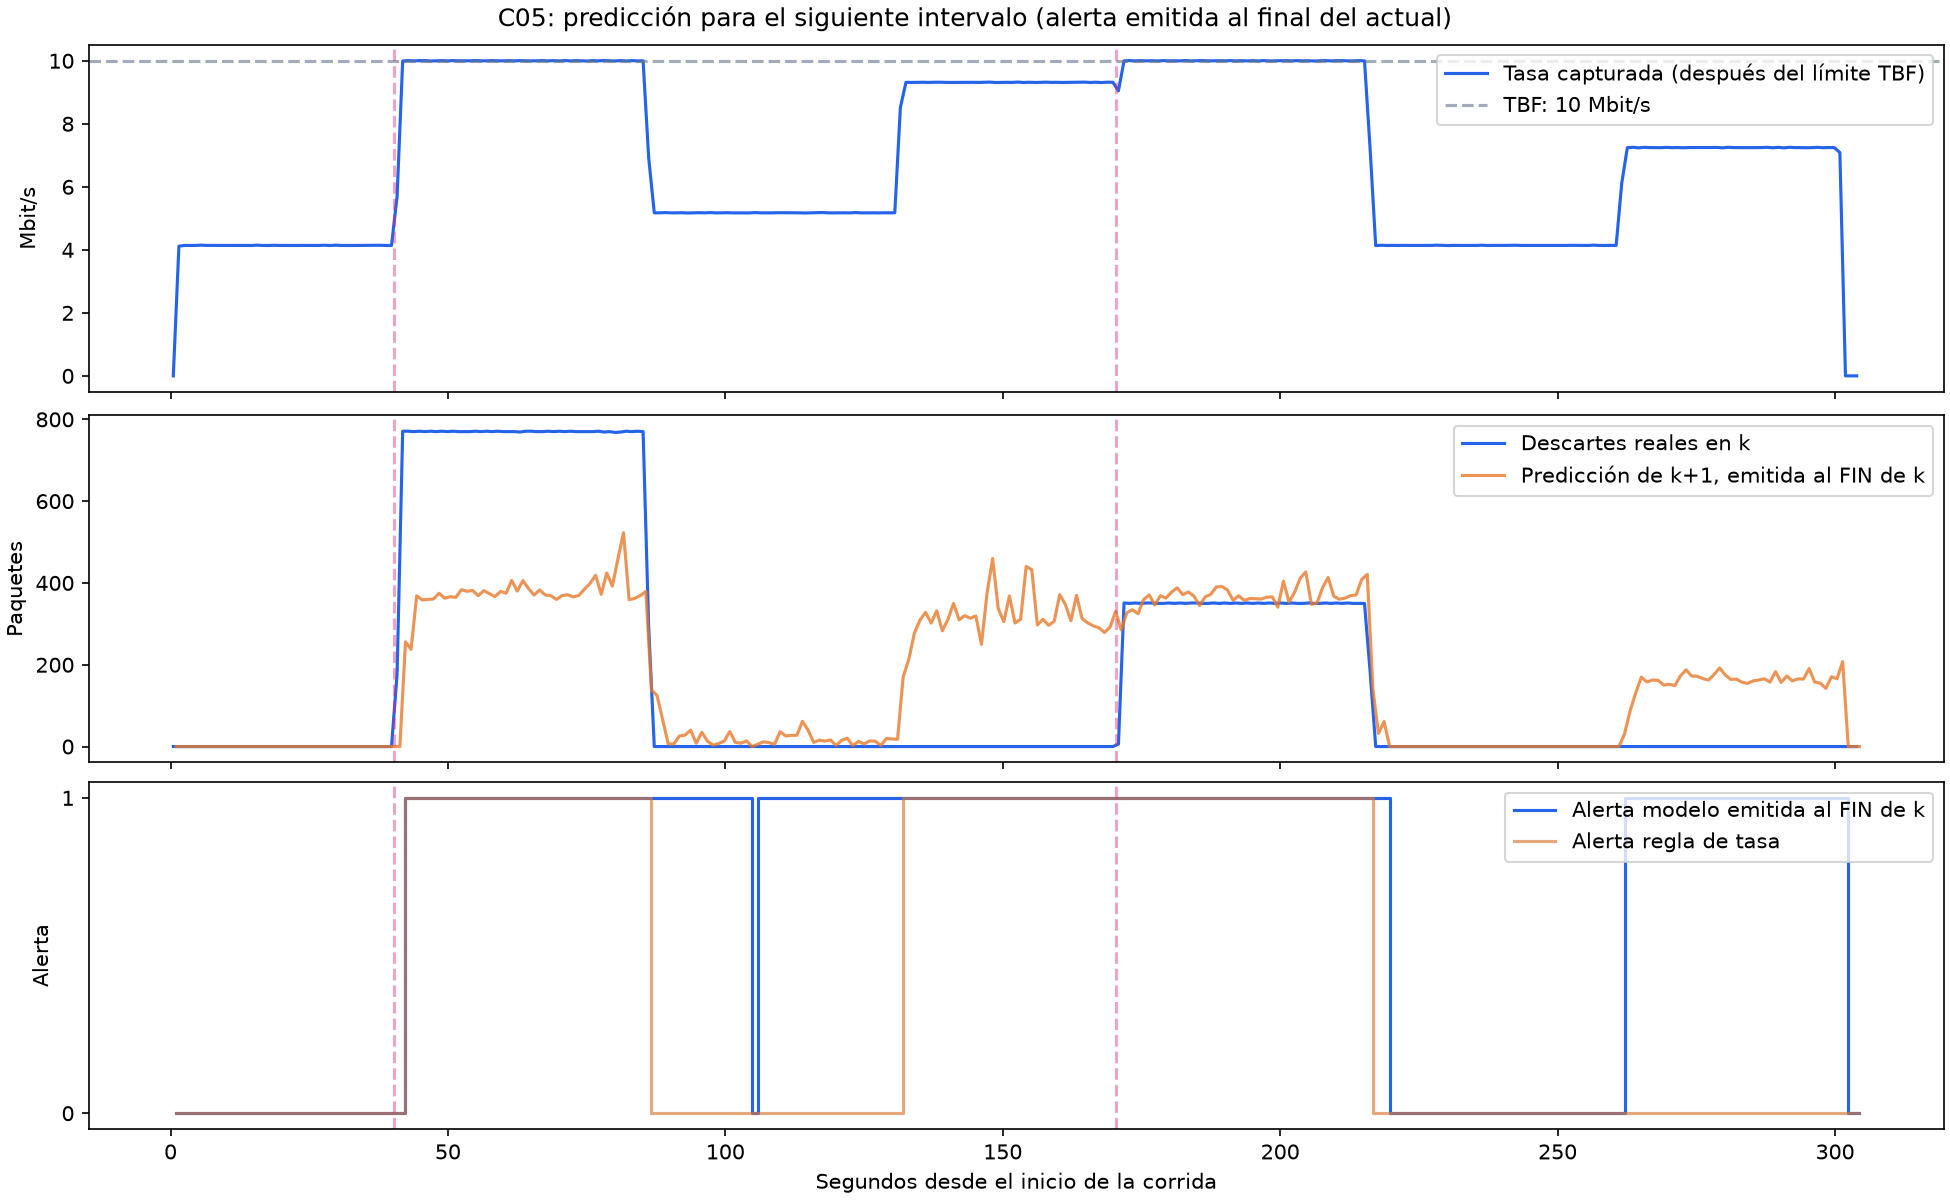 C05: predicción para el siguiente intervalo (alerta emitida al final del actual)
10
8
6
4
2
0
Mbit/s
Tasa capturada (después del límite TBF)
TBF: 10 Mbit/s
800
600
400
200
0
Paquetes
Descartes reales en k
Predicción de k+1, emitida al FIN de k
1
0
Alerta
Alerta modelo emitida al FIN de k
Alerta regla de tasa
0 50 100 150 200 250 300
Segundos desde el inicio de la corrida